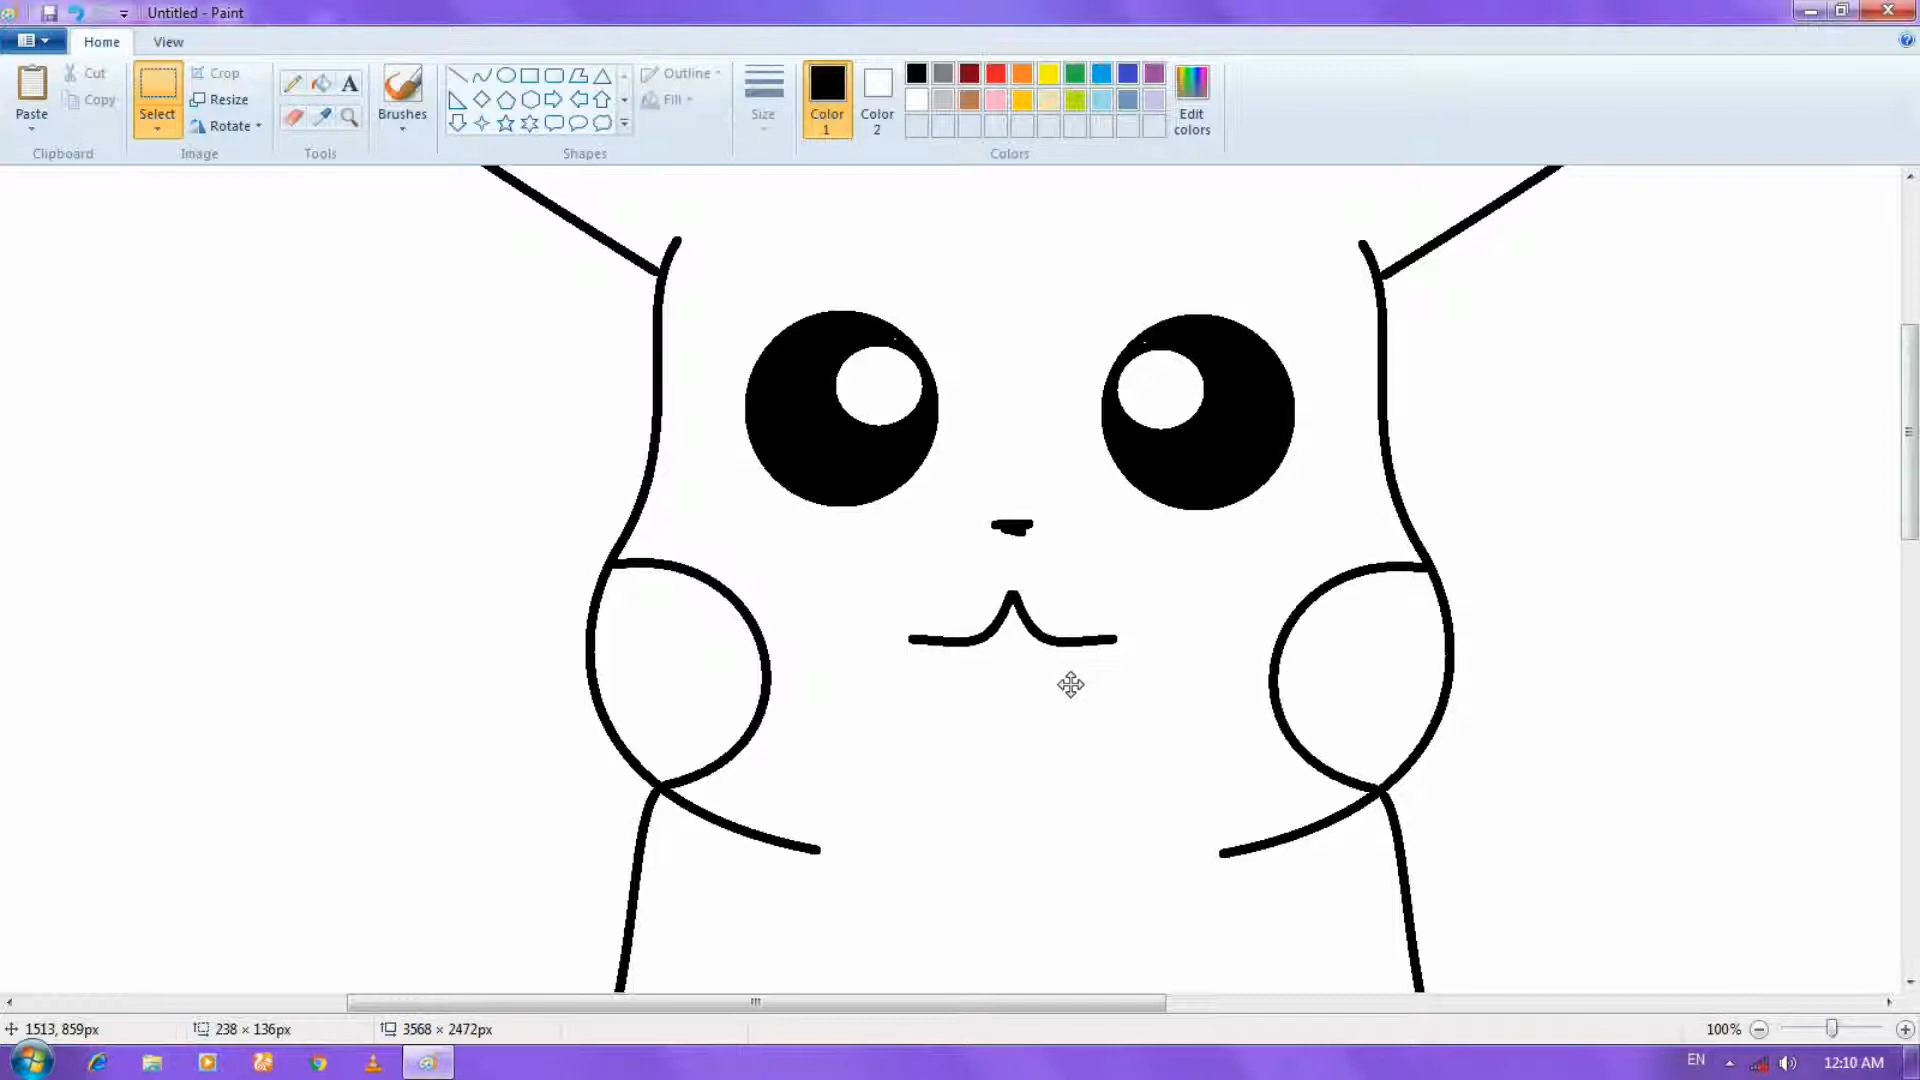 Untitled - Paint
Home View
Paste
Cut
Copy
Clipboard
Select
Crop
Resize
Rotate
Image
A
Tools
Brushes
Shapes
Outline
Fill
Size
Color 1
Color 2
Edit colors
Colors
1513, 859px
238 × 136px
3568 × 2472px
100%
EN
12:10 AM